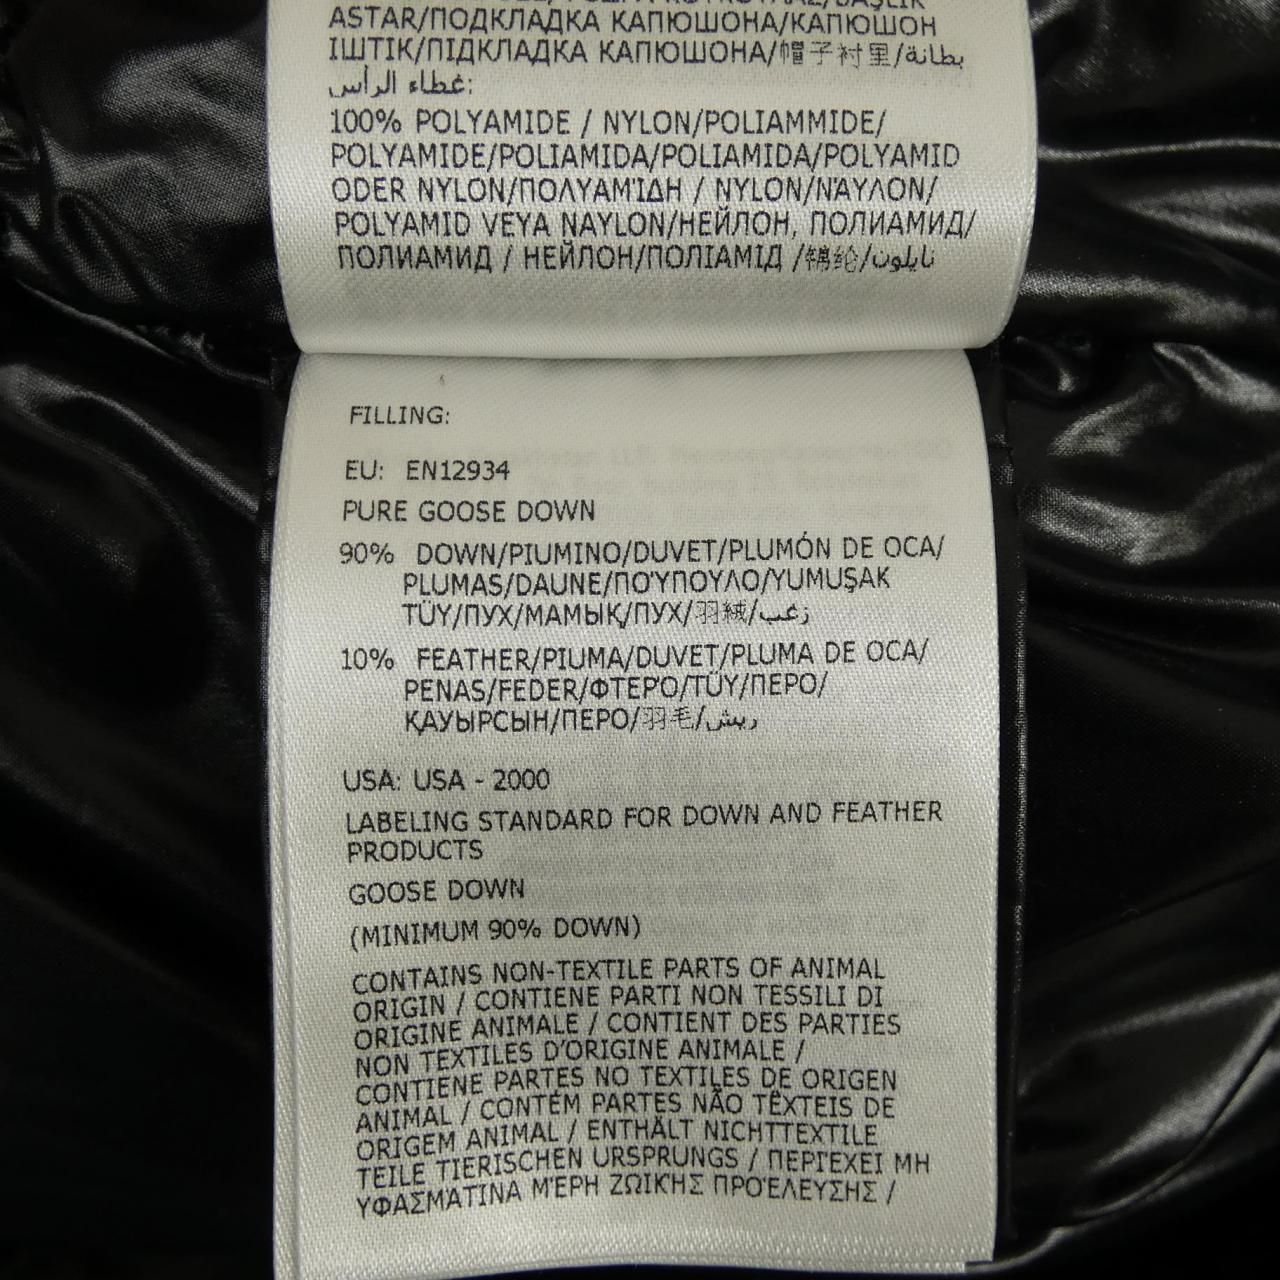 ASTAR/ПОДКЛАДКА КАПЮШОНА/КАПЮШОН
ІШТІК/ПІДКЛАДКА КАПЮШОНА/帽子衬里/بطانة
غطاء الرأس:
100% POLYAMIDE / NYLON/POLIAMMIDE/
POLYAMIDE/POLIAMIDA/POLIAMIDA/POLYAMID
ODER NYLON/ΠΟΛΥΑΜΊΔΗ / NYLON/ΝΆΥΛΟΝ/
POLYAMID VEYA NAYLON/НЕЙЛОН, ПОЛИАМИД/
ПОЛИАМИД / НЕЙЛОН/ПОЛІАМІД /锦纶/نايلون
FILLING:
EU: EN12934
PURE GOOSE DOWN
90% DOWN/PIUMINO/DUVET/PLUMÓN DE OCA/
PLUMAS/DAUNE/ΠΟΎΠΟΥΛΟ/YUMUŞAK
TÜY/ПУХ/МАМЫҚ/ПУХ/羽絨/زغب
10% FEATHER/PIUMA/DUVET/PLUMA DE OCA/
PENAS/FEDER/ΦΤΕΡΌ/TÜY/ПЕРО/
ҚАУЫРСЫН/ПЕРО/羽毛/ريش
USA: USA - 2000
LABELING STANDARD FOR DOWN AND FEATHER
PRODUCTS
GOOSE DOWN
(MINIMUM 90% DOWN)
CONTAINS NON-TEXTILE PARTS OF ANIMAL
ORIGIN / CONTIENE PARTI NON TESSILI DI
ORIGINE ANIMALE / CONTIENT DES PARTIES
NON TEXTILES D'ORIGINE ANIMALE /
CONTIENE PARTES NO TEXTILES DE ORIGEN
ANIMAL / CONTÉM PARTES NÃO TÊXTEIS DE
ORIGEM ANIMAL / ENTHÄLT NICHTTEXTILE
TEILE TIERISCHEN URSPRUNGS / ΠΕΡΙΈΧΕΙ ΜΗ
ΥΦΑΣΜΆΤΙΝΑ ΜΈΡΗ ΖΩΪΚΉΣ ΠΡΟΈΛΕΥΣΗΣ /